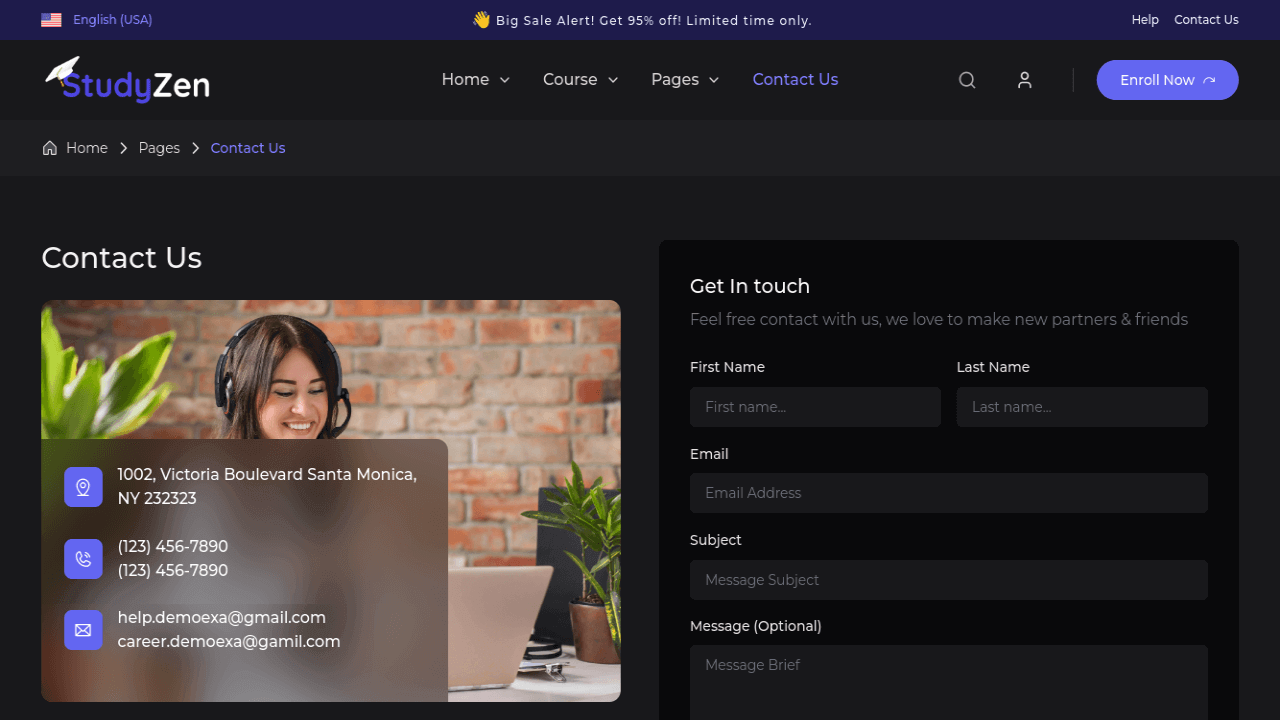 English (USA)
Big Sale Alert! Get 95% off! Limited time only.
Help
Contact Us
StudyZen
Home
Course
Pages
Contact Us
Enroll Now
Home
Pages
Contact Us
Contact Us
1002, Victoria Boulevard Santa Monica,
NY 232323
(123) 456-7890
(123) 456-7890
help.demoexa@gmail.com
career.demoexa@gamil.com
Get In touch
Feel free contact with us, we love to make new partners & friends
First Name
Last Name
First name...
Last name...
Email
Email Address
Subject
Message Subject
Message (Optional)
Message Brief